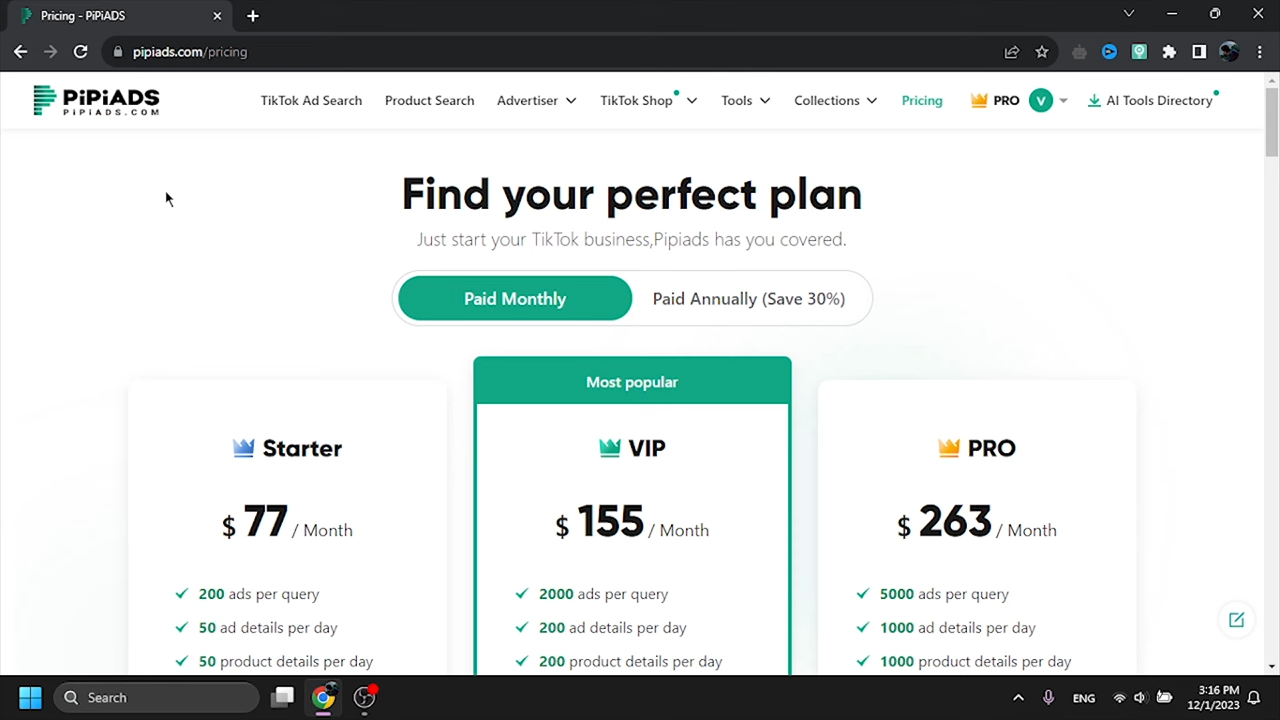 Pricing - PiPiADS
pipiads.com/pricing
PiPiADS
PIPIADS.COM
TikTok Ad Search
Product Search
Advertiser
TikTok Shop
Tools
Collections
Pricing
PRO
V
AI Tools Directory
Find your perfect plan
Just start your TikTok business,Pipiads has you covered.
Paid Monthly
Paid Annually (Save 30%)
Starter
$ 77 / Month
200 ads per query
50 ad details per day
50 product details per day
Most popular
VIP
$ 155 / Month
2000 ads per query
200 ad details per day
200 product details per day
PRO
$ 263 / Month
5000 ads per query
1000 ad details per day
1000 product details per day
Search
ENG
3:16 PM
12/1/2023